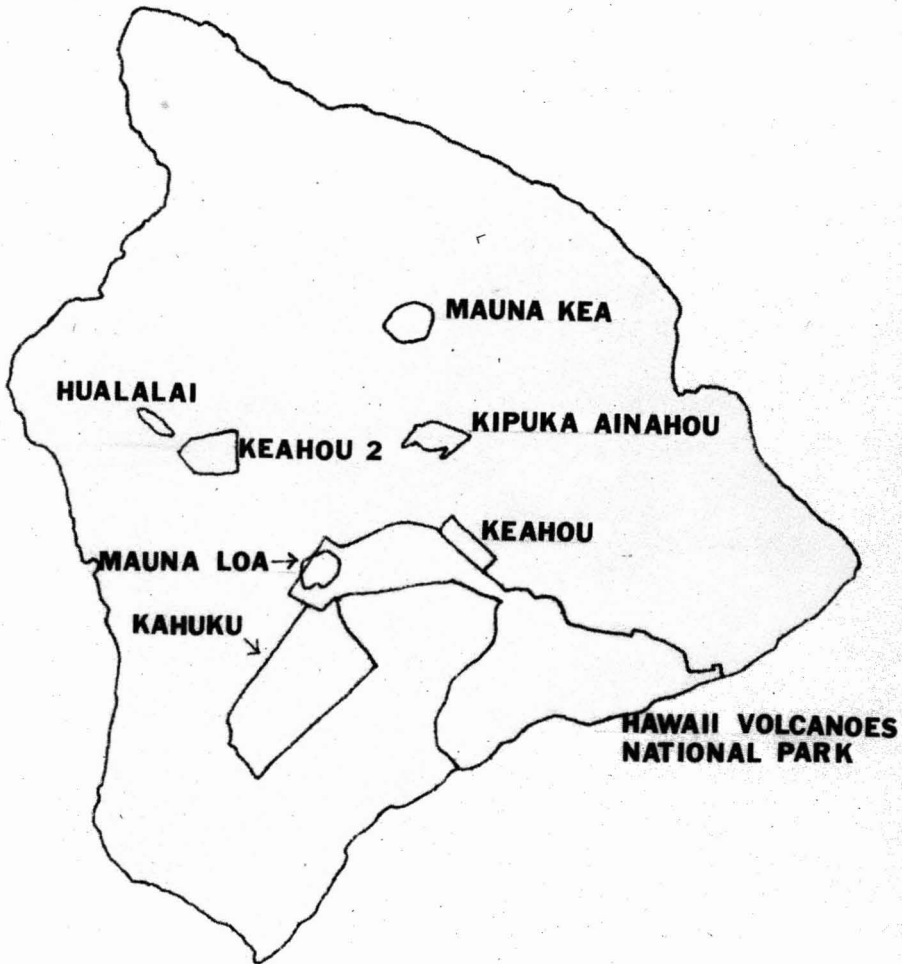 MAUNA KEA
HUALALAI
KIPUKA AINAHOU
KEAHOU 2
KEAHOU
MAUNA LOA→
KAHUKU
HAWAII VOLCANOES
NATIONAL PARK